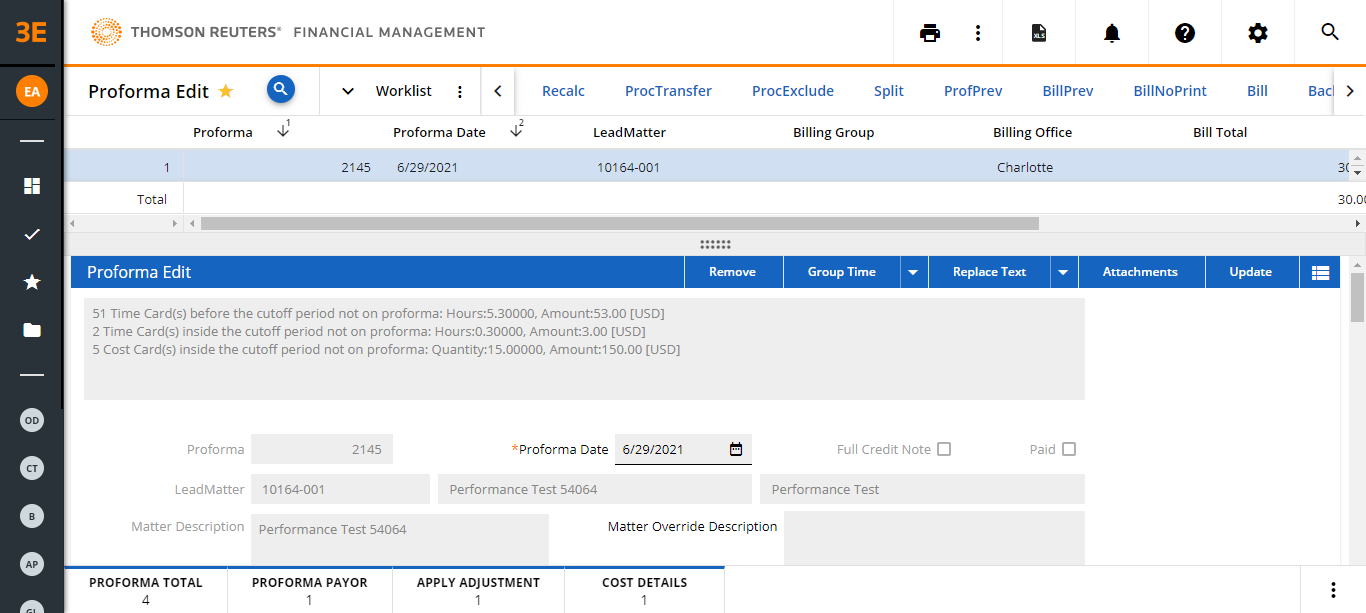 3E
THOMSON REUTERS® FINANCIAL MANAGEMENT
XLS
EA
Proforma Edit
Worklist
Recalc ProcTransfer ProcExclude Split ProfPrev BillPrev BillNoPrint Bill Bac
Proforma 1 Proforma Date 2 LeadMatter Billing Group Billing Office Bill Total
1 2145 6/29/2021 10164-001 Charlotte 30
Total 30.00
Proforma Edit Remove Group Time Replace Text Attachments Update
51 Time Card(s) before the cutoff period not on proforma: Hours:5.30000, Amount:53.00 [USD]
2 Time Card(s) inside the cutoff period not on proforma: Hours:0.30000, Amount:3.00 [USD]
5 Cost Card(s) inside the cutoff period not on proforma: Quantity:15.00000, Amount:150.00 [USD]
OD
Proforma 2145 *Proforma Date 6/29/2021 Full Credit Note Paid
CT
LeadMatter 10164-001 Performance Test 54064 Performance Test
B
Matter Description Performance Test 54064 Matter Override Description
AP
PROFORMA TOTAL PROFORMA PAYOR APPLY ADJUSTMENT COST DETAILS
4 1 1 1